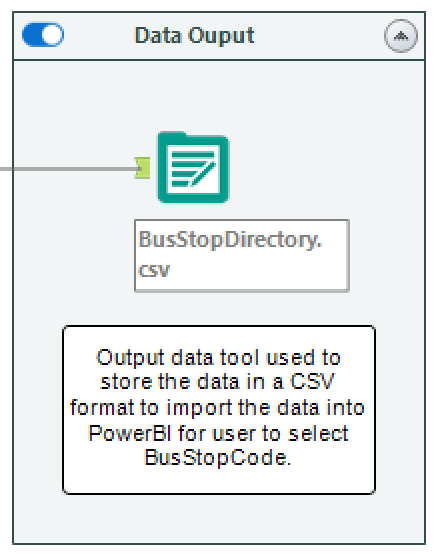 Data Ouput
BusStopDirectory.
csv
Output data tool used to
store the data in a CSV
format to import the data into
PowerBI for user to select
BusStopCode.